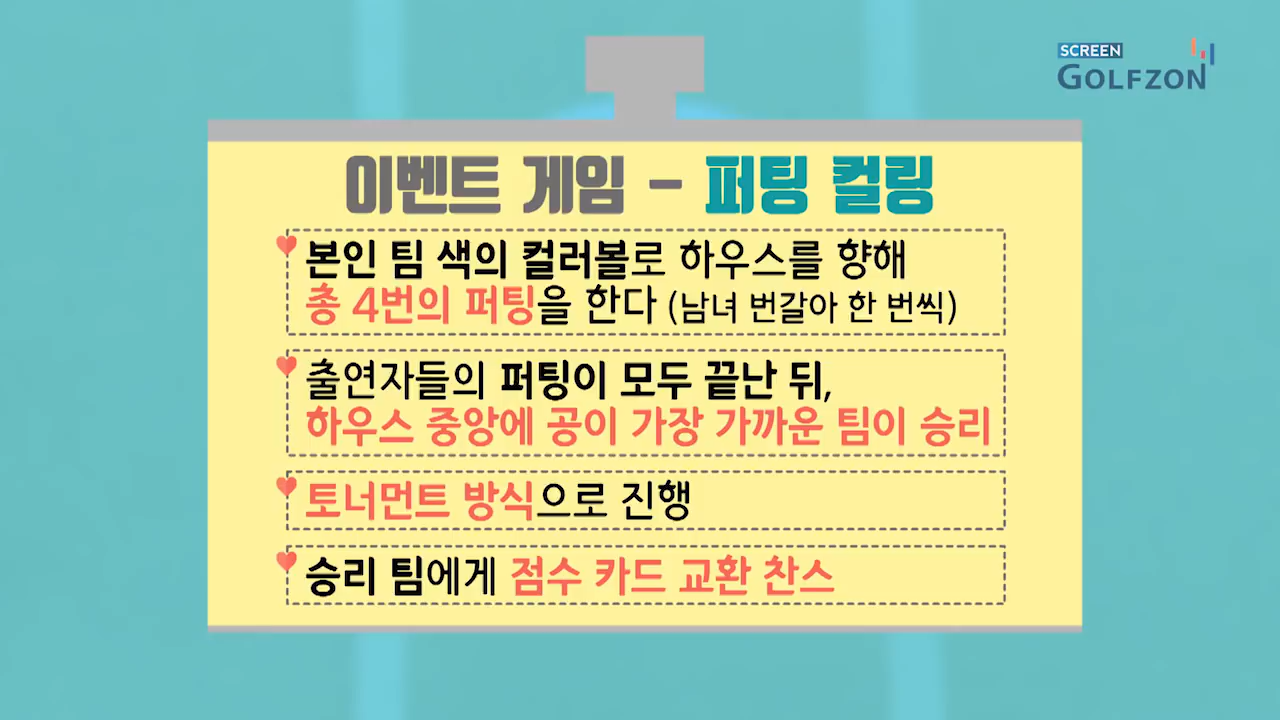 SCREEN
GOLFZON
이벤트 게임 - 퍼팅 컬링
본인 팀 색의 컬러볼로 하우스를 향해
총 4번의 퍼팅을 한다 (남녀 번갈아 한 번씩)
출연자들의 퍼팅이 모두 끝난 뒤,
하우스 중앙에 공이 가장 가까운 팀이 승리
토너먼트 방식으로 진행
승리 팀에게 점수 카드 교환 찬스